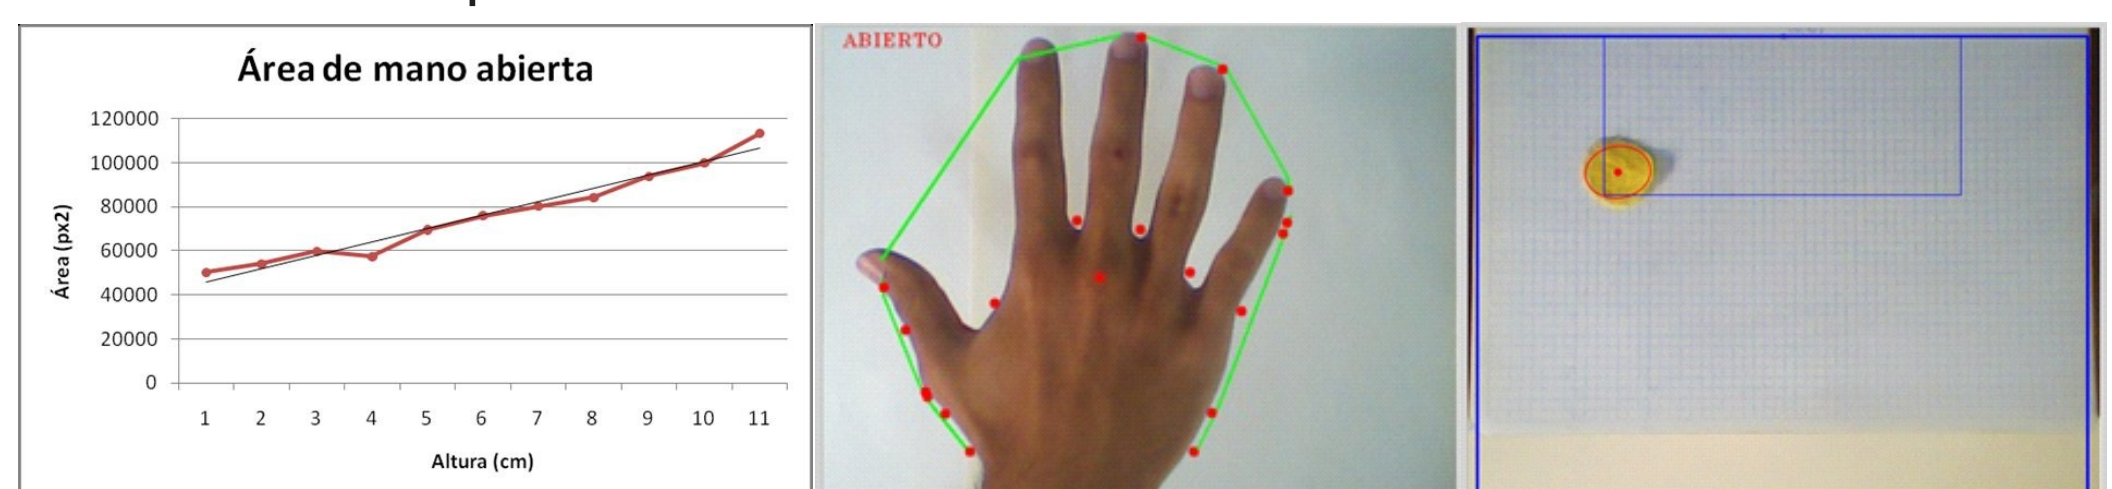 Área de mano abierta
120000
100000
80000
60000
40000
20000
0
Área (px2)
1 2 3 4 5 6 7 8 9 10 11
Altura (cm)
ABIERTO